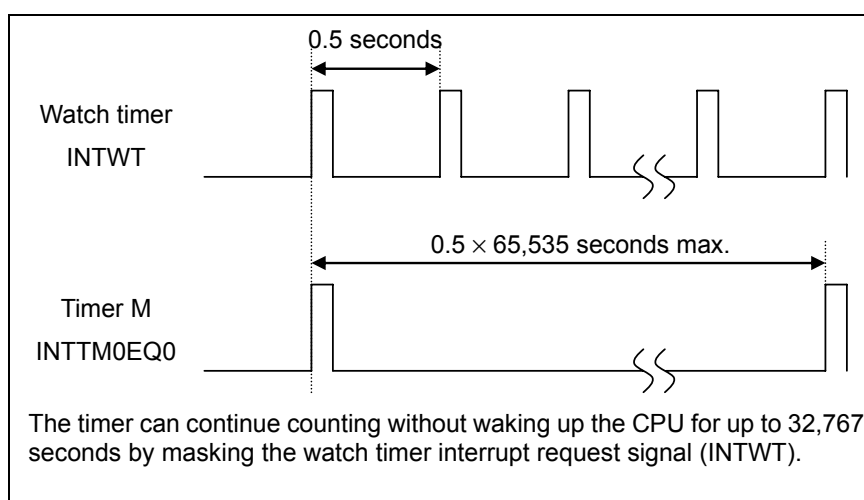 0.5 seconds
Watch timer
INTWT
0.5 × 65,535 seconds max.
Timer M
INTTM0EQ0
The timer can continue counting without waking up the CPU for up to 32,767
seconds by masking the watch timer interrupt request signal (INTWT).